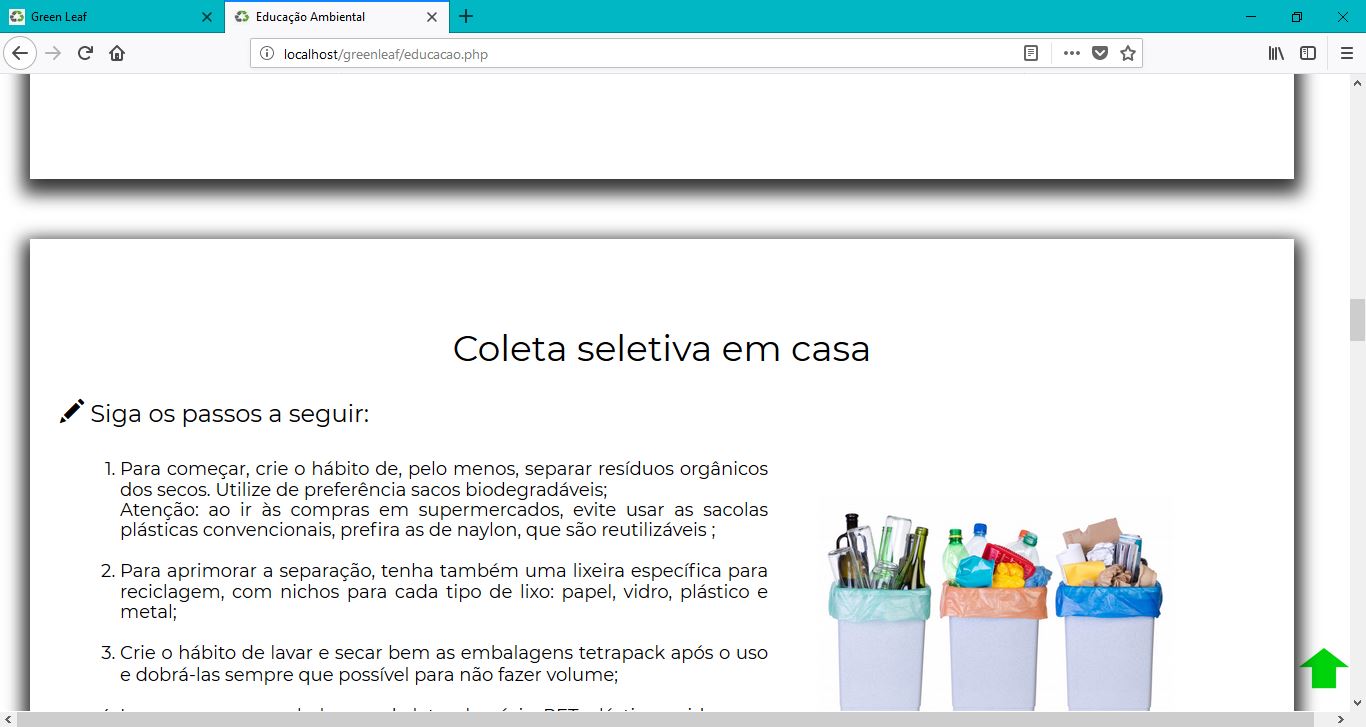 Green Leaf
Educação Ambiental
localhost/greenleaf/educacao.php
Coleta seletiva em casa
Siga os passos a seguir:
1. Para começar, crie o hábito de, pelo menos, separar resíduos orgânicos
dos secos. Utilize de preferência sacos biodegradáveis;
Atenção: ao ir às compras em supermercados, evite usar as sacolas
plásticas convencionais, prefira as de naylon, que são reutilizáveis ;
2. Para aprimorar a separação, tenha também uma lixeira específica para
reciclagem, com nichos para cada tipo de lixo: papel, vidro, plástico e
metal;
3. Crie o hábito de lavar e secar bem as embalagens tetrapack após o uso
e dobrá-las sempre que possível para não fazer volume;